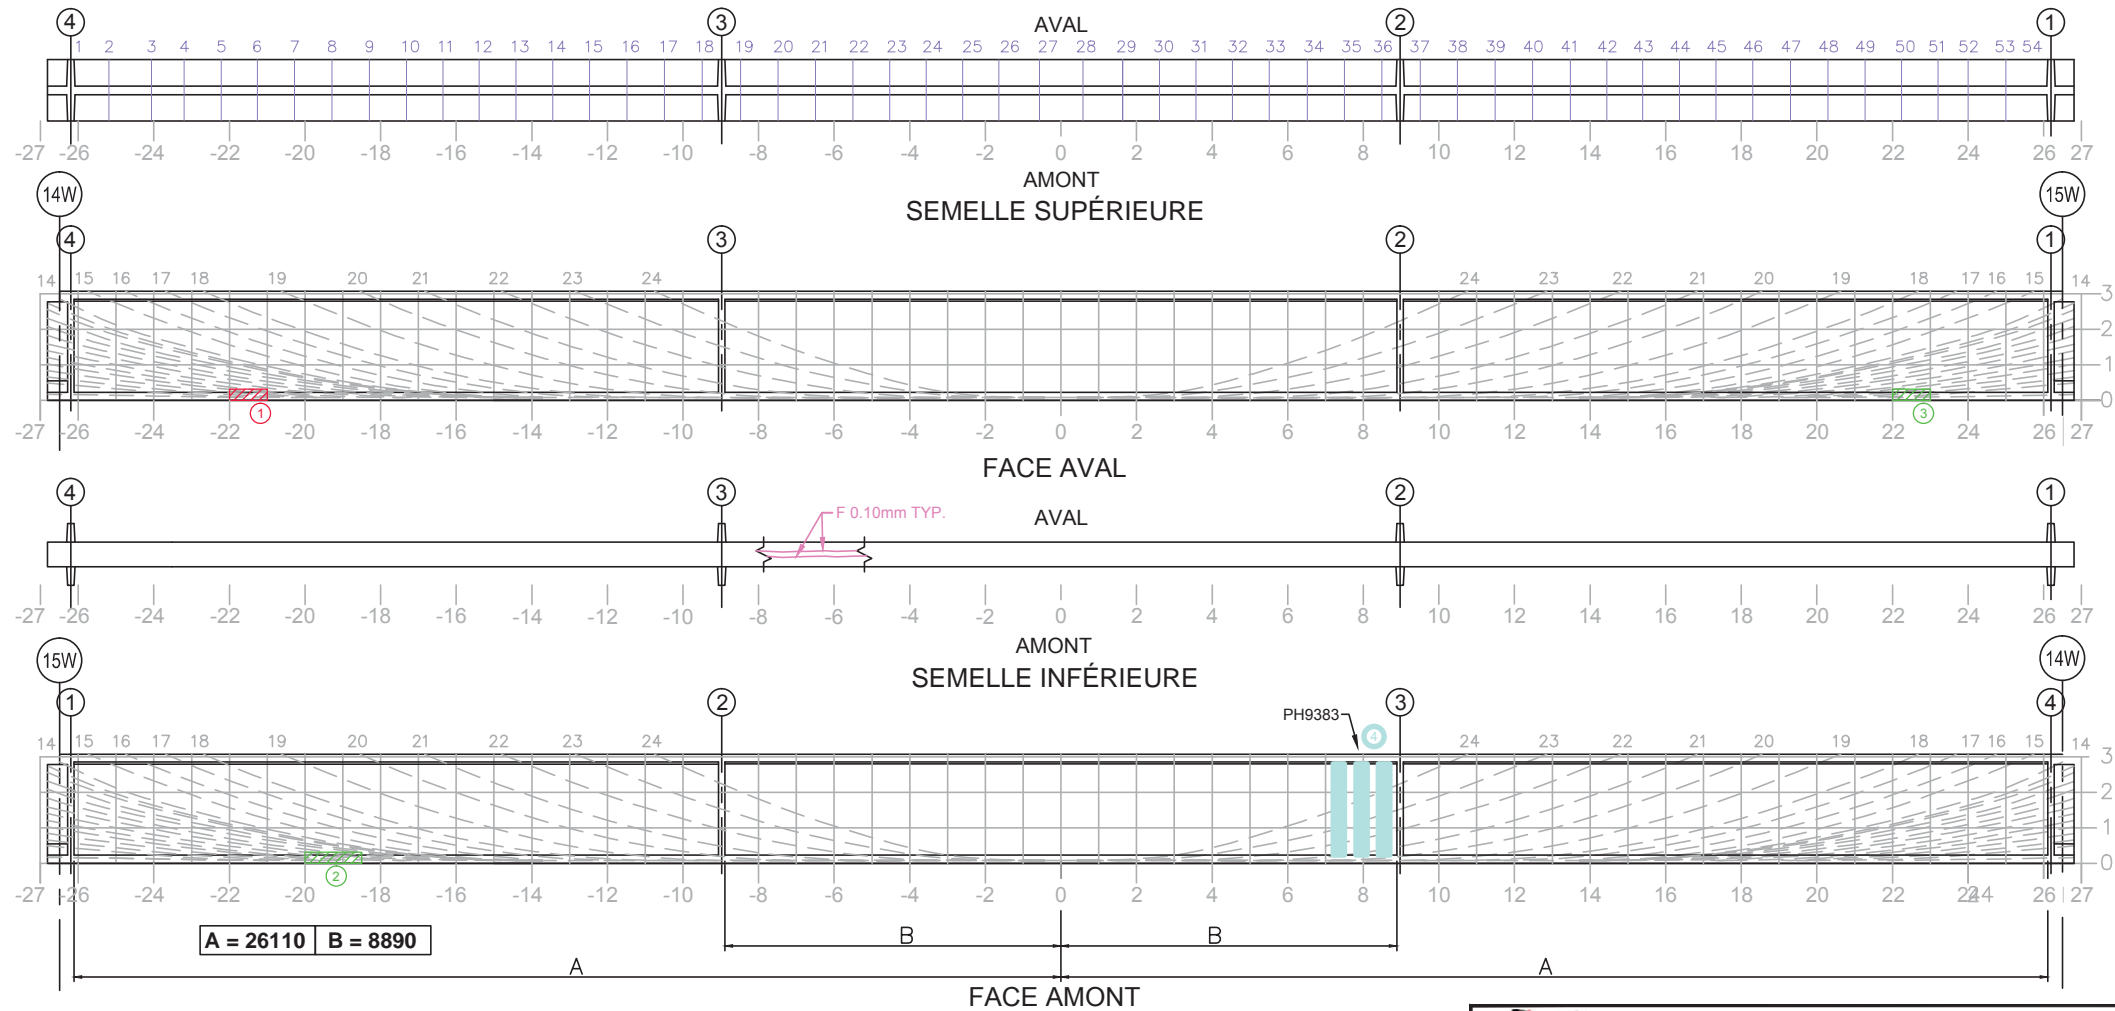 4 3 AVAL 2 1
1 2 3 4 5 6 7 8 9 10 11 12 13 14 15 16 17 18 19 20 21 22 23 24 25 26 27 28 29 30 31 32 33 34 35 36 37 38 39 40 41 42 43 44 45 46 47 48 49 50 51 52 53 54
-27 -26 -24 -22 -20 -18 -16 -14 -12 -10 -8 -6 -4 -2 0 2 4 6 8 10 12 14 16 18 20 22 24 26 27
AMONT
14W SEMELLE SUPÉRIEURE 15W
4 3 2 1
14 15 16 17 18 19 20 21 22 23 24 24 23 22 21 20 19 18 17 16 15 14
3
2
1
0
1 3
-27 -26 -24 -22 -20 -18 -16 -14 -12 -10 -8 -6 -4 -2 0 2 4 6 8 10 12 14 16 18 20 22 24 26 27
FACE AVAL
4 3 2 1
F 0.10mm TYP. AVAL
-27 -26 -24 -22 -20 -18 -16 -14 -12 -10 -8 -6 -4 -2 0 2 4 6 8 10 12 14 16 18 20 22 24 26 27
AMONT
15W SEMELLE INFÉRIEURE 14W
1 2 3 4
PH9383 4
14 15 16 17 18 19 20 21 22 23 24 24 23 22 21 20 19 18 17 16 15 14
3
2
1
0
2
-27 -26 -24 -22 -20 -18 -16 -14 -12 -10 -8 -6 -4 -2 0 2 4 6 8 10 12 14 16 18 20 22 24 26 27
A = 26110 B = 8890
B B
A A
FACE AMONT